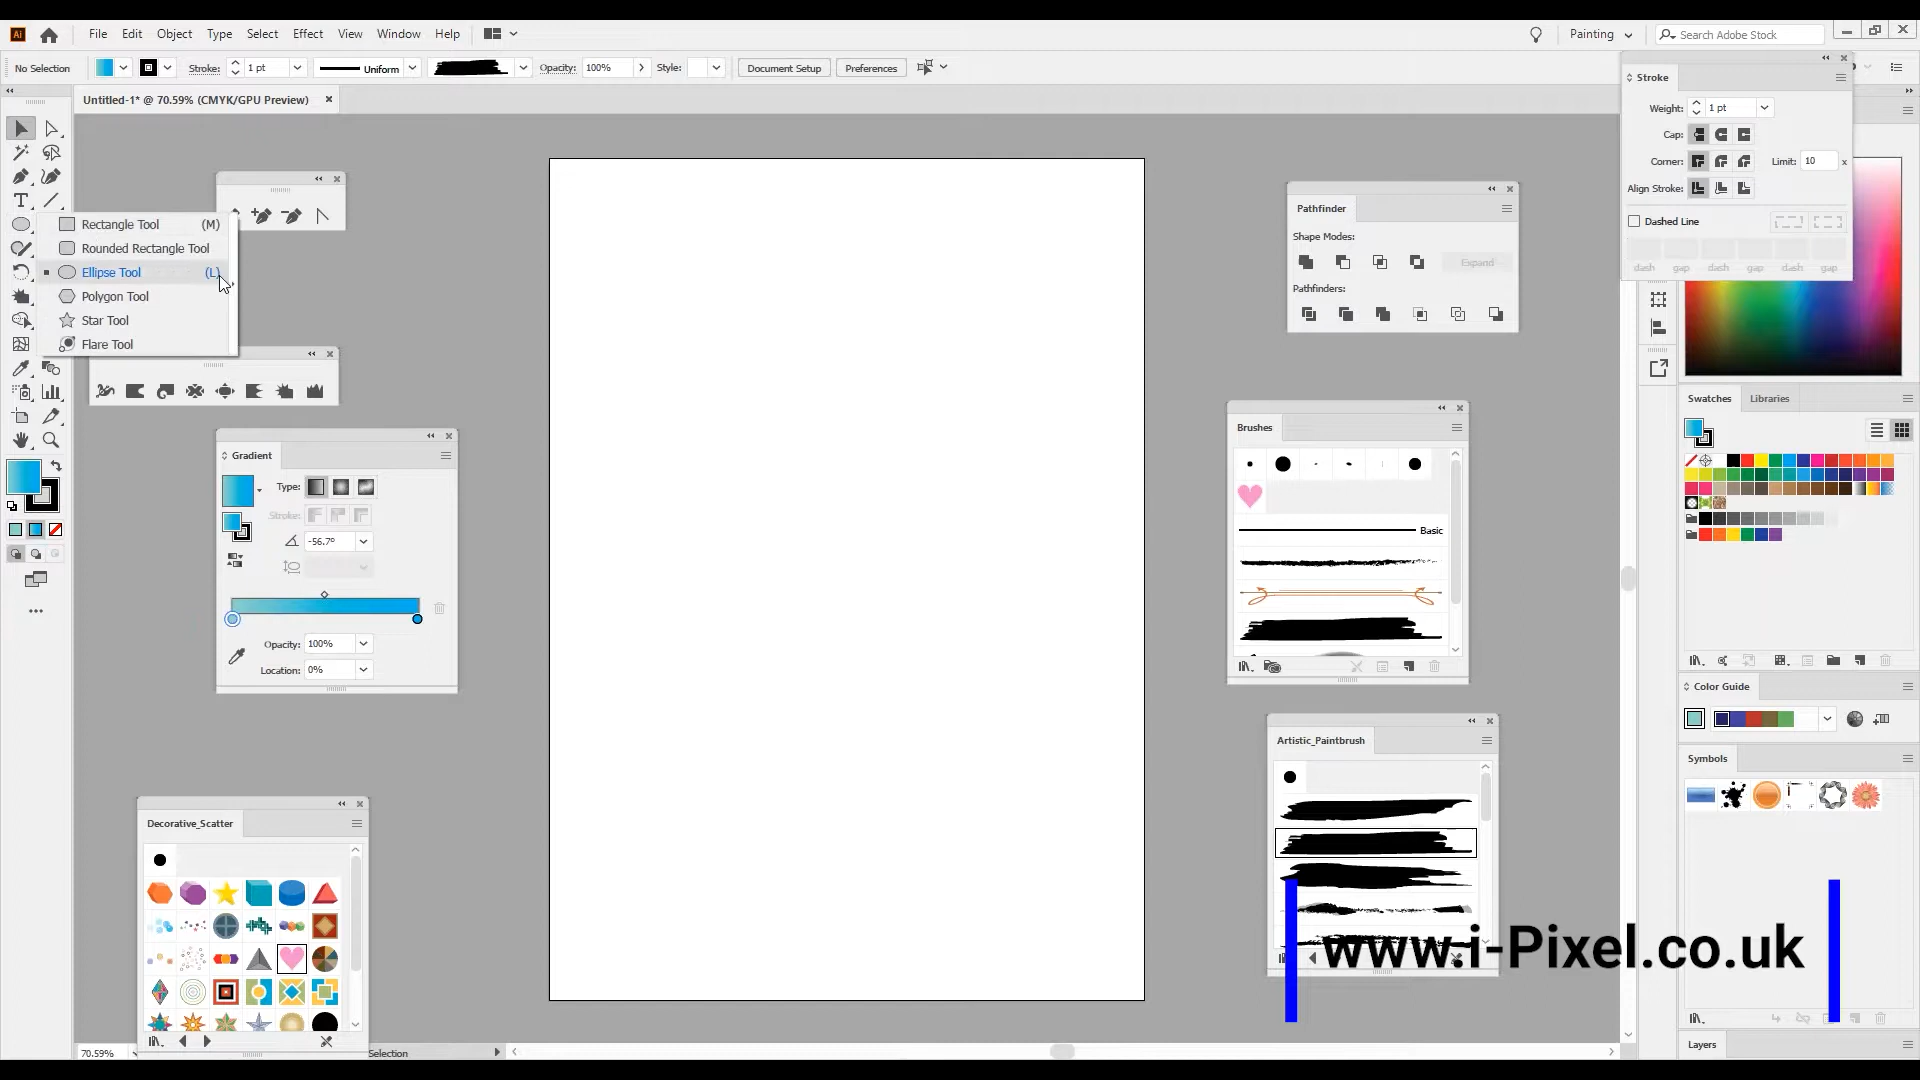 Ai File Edit Object Type Select Effect View Window Help Painting Search Adobe Stock
No Selection Stroke: 1 pt Uniform Opacity: 100% Style: Document Setup Preferences
Untitled-1* @ 70.59% (CMYK/GPU Preview)
Rectangle Tool (M)
Rounded Rectangle Tool
Ellipse Tool (L)
Polygon Tool
Star Tool
Flare Tool
Gradient
Type:
Stroke:
-56.7°
Opacity: 100%
Location: 0%
Decorative_Scatter
70.59% Selection
Pathfinder
Shape Modes:
Expand
Pathfinders:
Brushes
Basic
Artistic_Paintbrush
Stroke
Weight: 1 pt
Cap:
Corner: Limit: 10 x
Align Stroke:
Dashed Line
dash gap dash gap dash gap
Swatches Libraries
Color Guide
Symbols
Layers
www.i-Pixel.co.uk